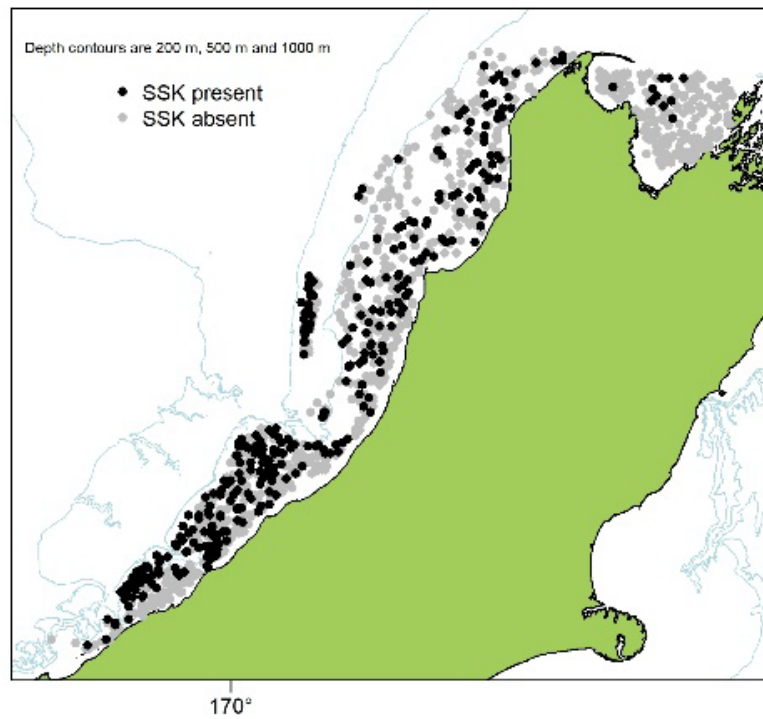 Depth contours are 200 m, 500 m and 1000 m
SSK present
SSK absent
170°